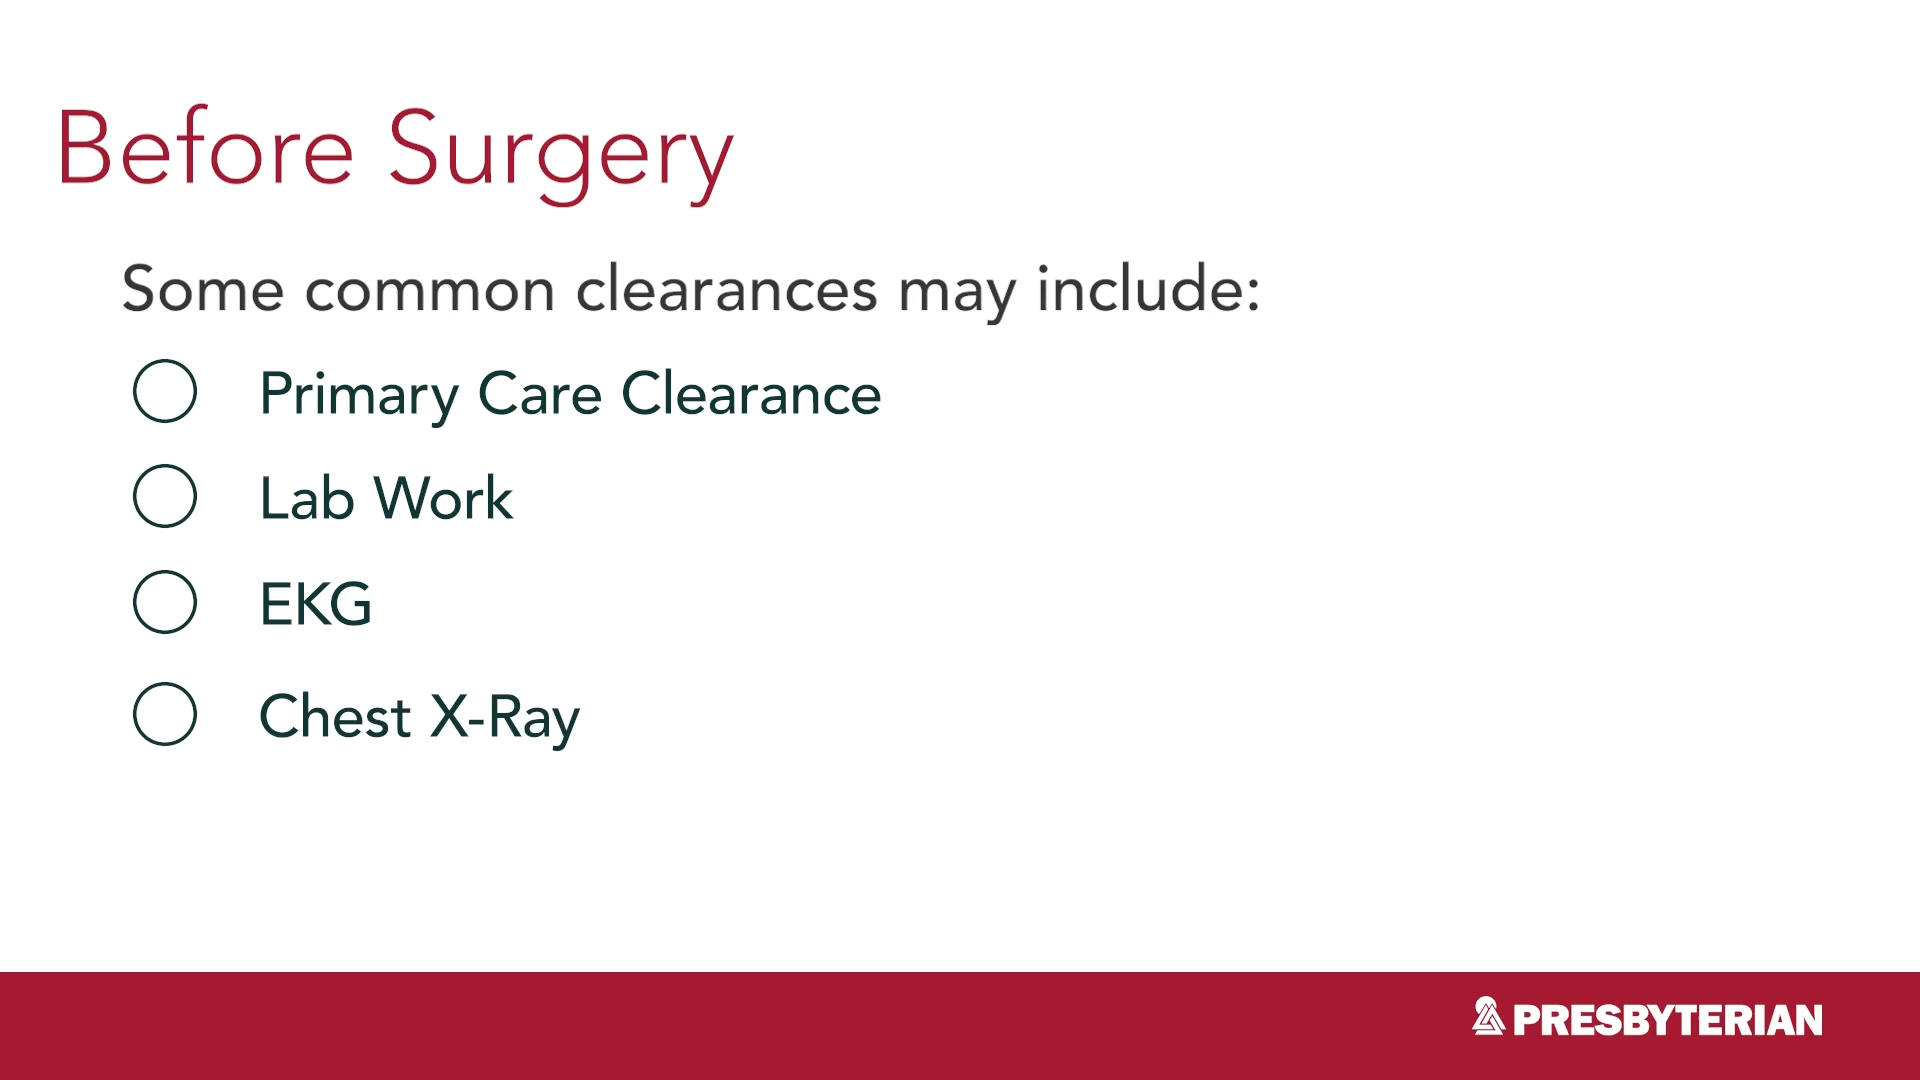 Before Surgery
Some common clearances may include:
Primary Care Clearance
Lab Work
EKG
Chest X-Ray
PRESBYTERIAN